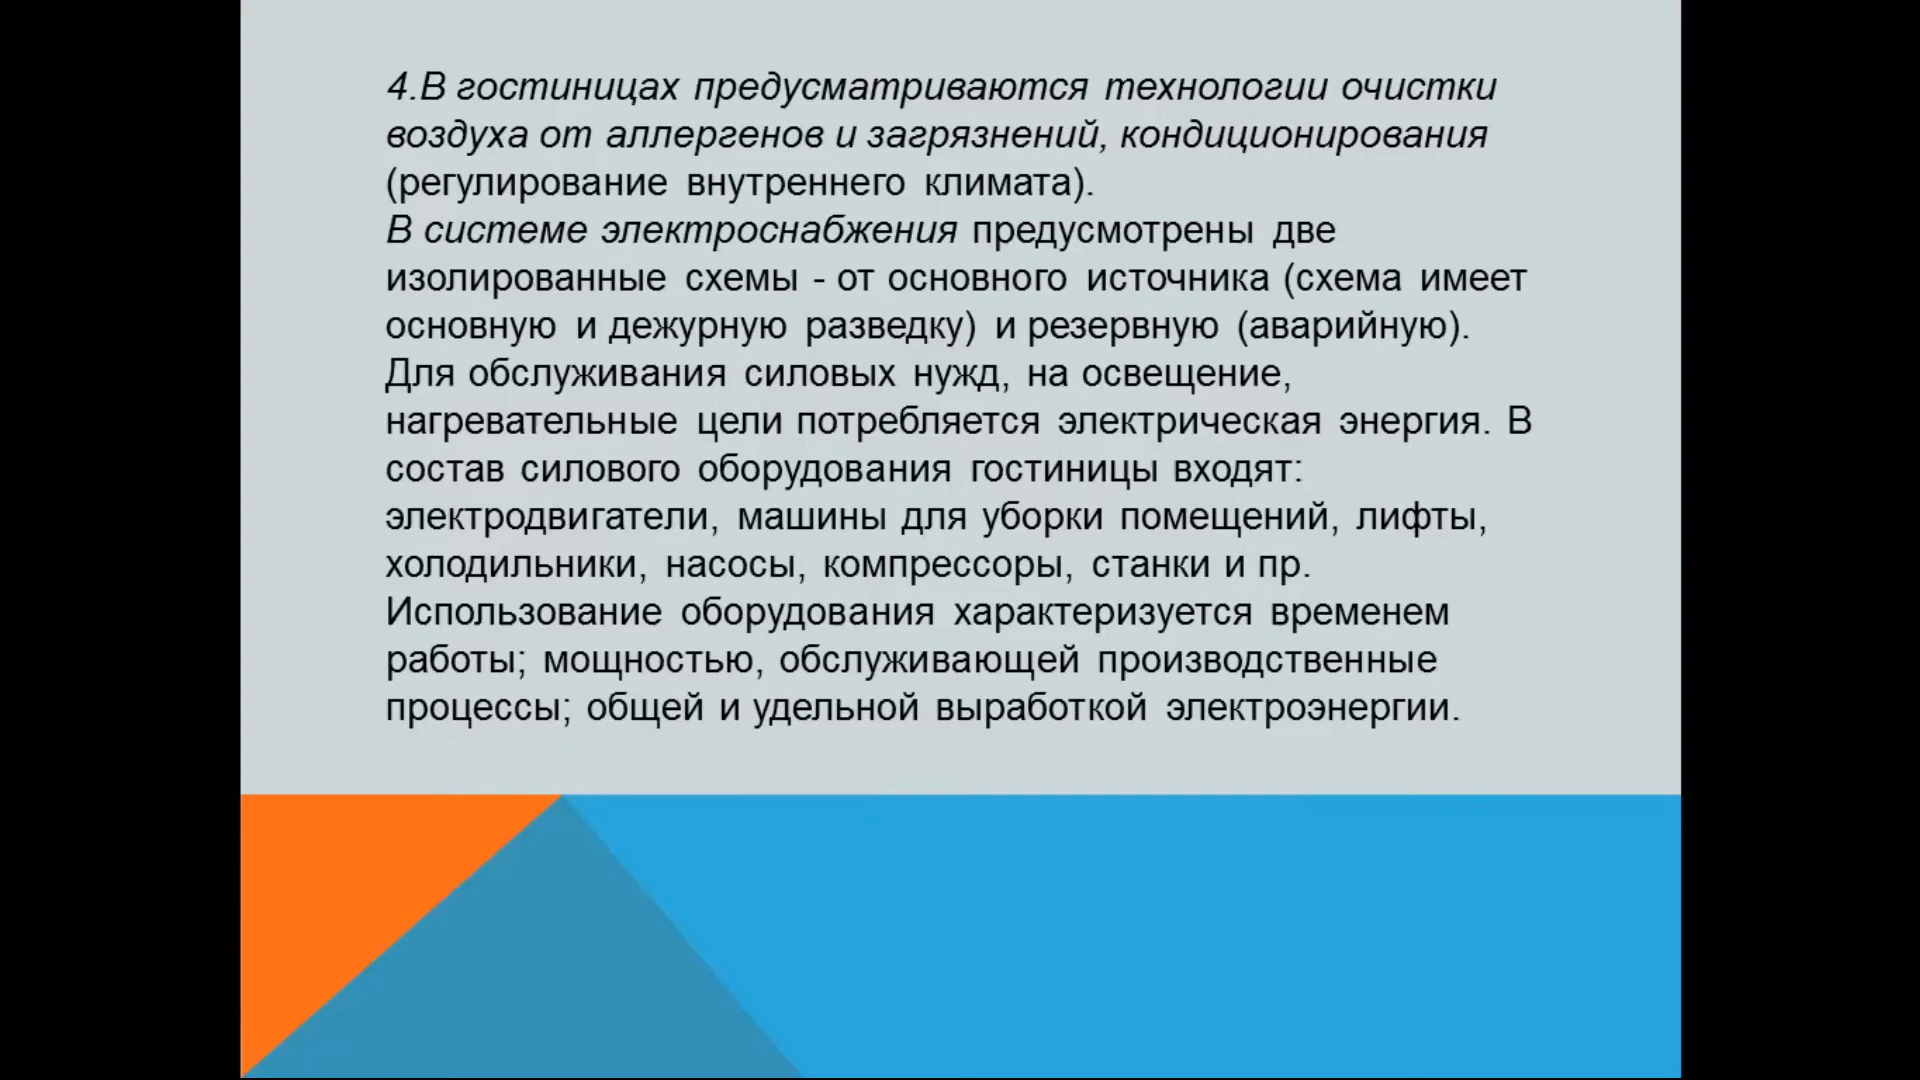 4.В гостиницах предусматриваются технологии очистки
воздуха от аллергенов и загрязнений, кондиционирования
(регулирование внутреннего климата).
В системе электроснабжения предусмотрены две
изолированные схемы - от основного источника (схема имеет
основную и дежурную разведку) и резервную (аварийную).
Для обслуживания силовых нужд, на освещение,
нагревательные цели потребляется электрическая энергия. В
состав силового оборудования гостиницы входят:
электродвигатели, машины для уборки помещений, лифты,
холодильники, насосы, компрессоры, станки и пр.
Использование оборудования характеризуется временем
работы; мощностью, обслуживающей производственные
процессы; общей и удельной выработкой электроэнергии.